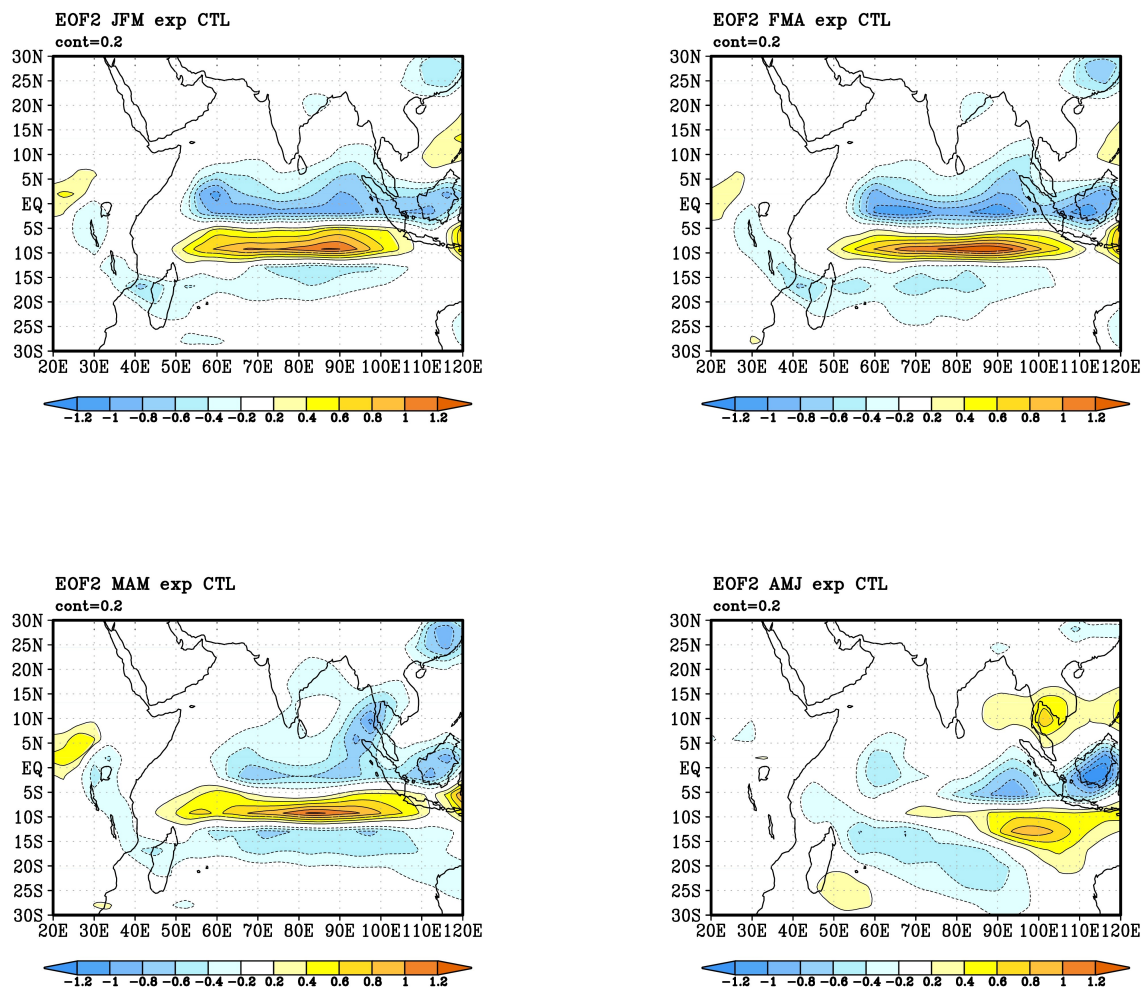 EOF2 JFM exp CTL
cont=0.2
30N
25N
20N
15N
10N
5N
EQ
5S
10S
15S
20S
25S
30S
20E 30E 40E 50E 60E 70E 80E 90E 100E 110E 120E
-1.2 -1 -0.8 -0.6 -0.4 -0.2 0.2 0.4 0.6 0.8 1 1.2
EOF2 FMA exp CTL
cont=0.2
30N
25N
20N
15N
10N
5N
EQ
5S
10S
15S
20S
25S
30S
20E 30E 40E 50E 60E 70E 80E 90E 100E 110E 120E
-1.2 -1 -0.8 -0.6 -0.4 -0.2 0.2 0.4 0.6 0.8 1 1.2
EOF2 MAM exp CTL
cont=0.2
30N
25N
20N
15N
10N
5N
EQ
5S
10S
15S
20S
25S
30S
20E 30E 40E 50E 60E 70E 80E 90E 100E 110E 120E
-1.2 -1 -0.8 -0.6 -0.4 -0.2 0.2 0.4 0.6 0.8 1 1.2
EOF2 AMJ exp CTL
cont=0.2
30N
25N
20N
15N
10N
5N
EQ
5S
10S
15S
20S
25S
30S
20E 30E 40E 50E 60E 70E 80E 90E 100E 110E 120E
-1.2 -1 -0.8 -0.6 -0.4 -0.2 0.2 0.4 0.6 0.8 1 1.2